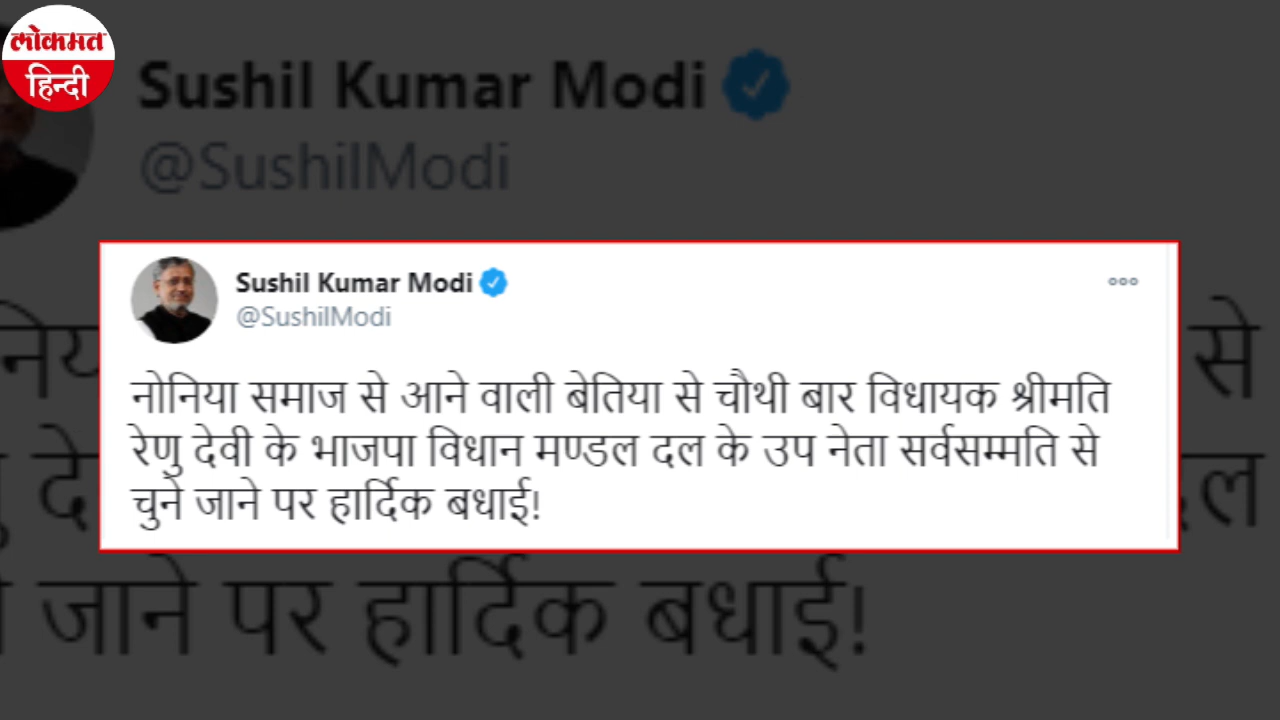 लोकमत
हिन्दी
Sushil Kumar Modi
@SushilModi
Sushil Kumar Modi
@SushilModi
नोनिया समाज से आने वाली बेतिया से चौथी बार विधायक श्रीमति
रेणु देवी के भाजपा विधान मण्डल दल के उप नेता सर्वसम्मति से
चुने जाने पर हार्दिक बधाई!
जाने पर हार्दिक बधाई!